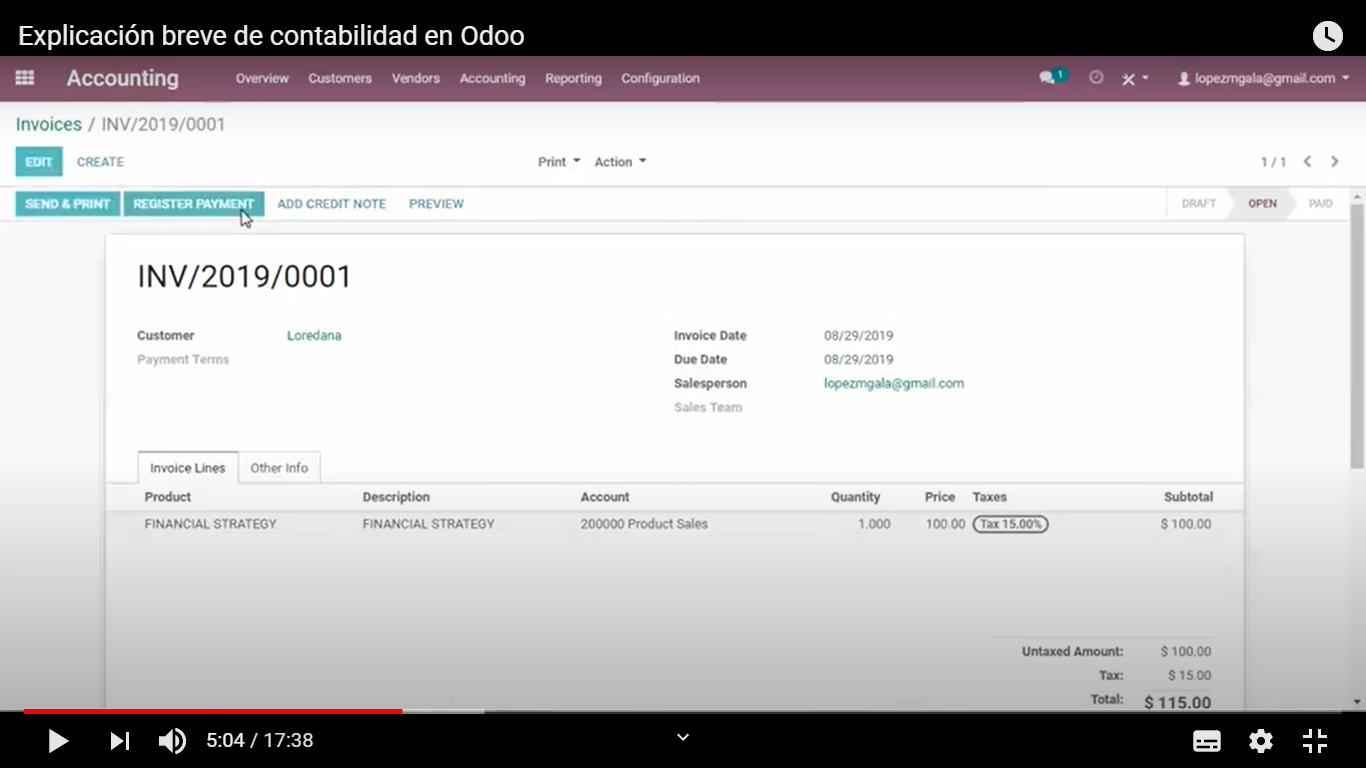 Explicación breve de contabilidad en Odoo
Accounting Overview Customers Vendors Accounting Reporting Configuration 1 lopezmgala@gmail.com
Invoices / INV/2019/0001
EDIT CREATE Print Action 1 / 1
SEND & PRINT REGISTER PAYMENT ADD CREDIT NOTE PREVIEW DRAFT OPEN PAID
INV/2019/0001
Customer Loredana Invoice Date 08/29/2019
Payment Terms Due Date 08/29/2019
Salesperson lopezmgala@gmail.com
Sales Team
Invoice Lines Other Info
Product Description Account Quantity Price Taxes Subtotal
FINANCIAL STRATEGY FINANCIAL STRATEGY 200000 Product Sales 1.000 100.00 Tax 15.00% $ 100.00
Untaxed Amount: $ 100.00
Tax: $ 15.00
Total: $ 115.00
5:04 / 17:38